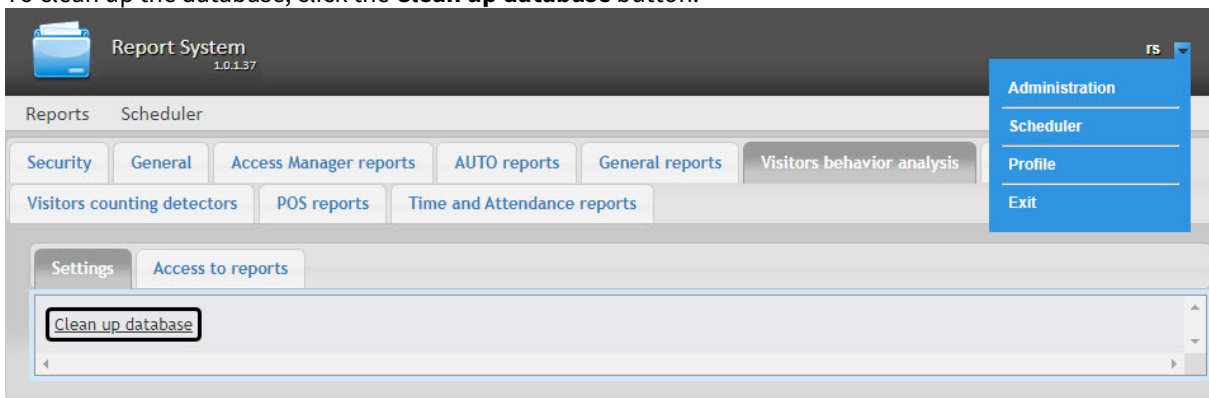 To clean up the database, click the Clean up database button.
Report System
1.0.1.37
rs
Administration
Scheduler
Profile
Exit
Reports Scheduler
Security General Access Manager reports AUTO reports General reports Visitors behavior analysis
Visitors counting detectors POS reports Time and Attendance reports
Settings Access to reports
Clean up database